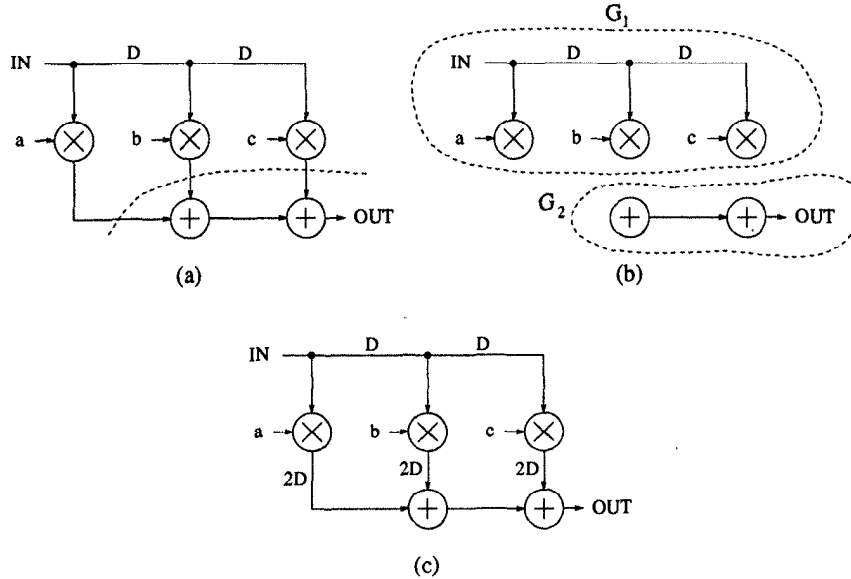 G1
D D
IN
a b c
OUT
(a)
D D
IN
a b c
G2
OUT
(b)
D D
IN
a b c
2D 2D 2D
OUT
(c)